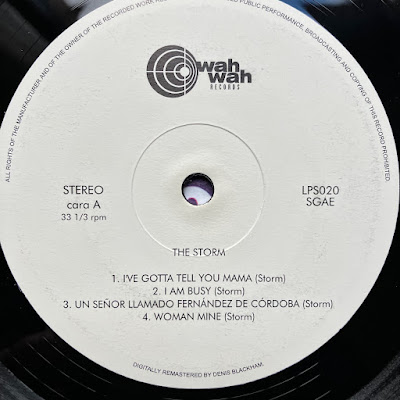 ALL RIGHTS OF THE MANUFACTURER AND OF THE OWNER OF THE RECORDED WORK RESERVED PUBLIC PERFORMANCE, BROADCASTING AND COPYING OF THIS RECORD PROHIBITED
wah
wah
RECORDS
STEREO
cara A
33 1/3 rpm
LPS020
SGAE
THE STORM
1. I'VE GOTTA TELL YOU MAMA (Storm)
2. I AM BUSY (Storm)
3. UN SEÑOR LLAMADO FERNÁNDEZ DE CÓRDOBA (Storm)
4. WOMAN MINE (Storm)
DIGITALLY REMASTERED BY DENIS BLACKHAM.